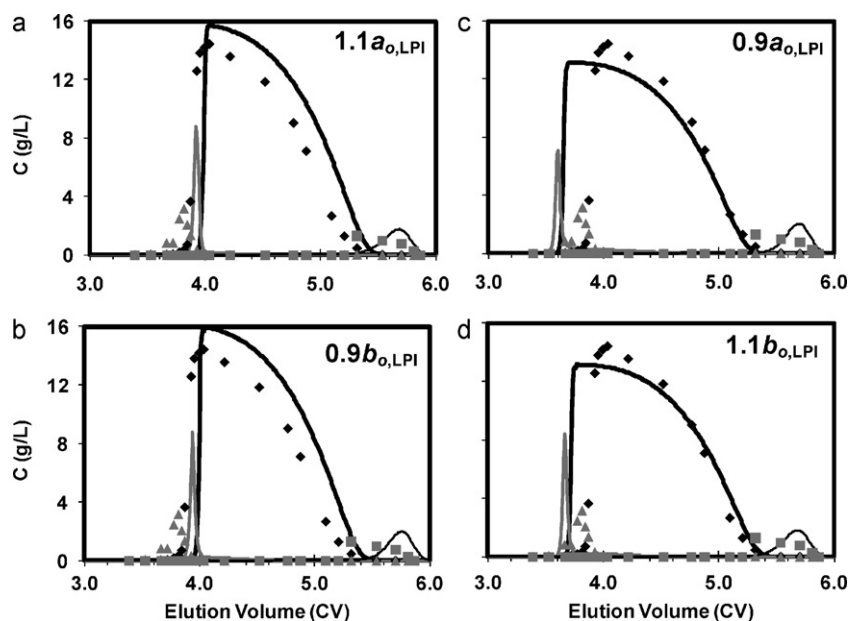 a
1.1a_o,LPI
C (g/L)
16
12
8
4
0
3.0 4.0 5.0 6.0
c
0.9a_o,LPI
3.0 4.0 5.0 6.0
b
0.9b_o,LPI
C (g/L)
16
12
8
4
0
3.0 4.0 5.0 6.0
Elution Volume (CV)
d
1.1b_o,LPI
3.0 4.0 5.0 6.0
Elution Volume (CV)